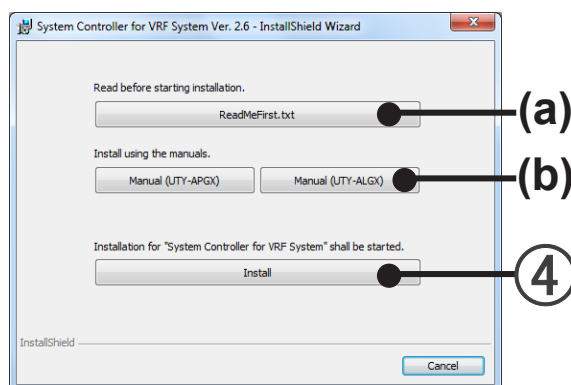 System Controller for VRF System Ver. 2.6 - InstallShield Wizard
Read before starting installation.
ReadMeFirst.txt
(a)
Install using the manuals.
Manual (UTY-APGX) Manual (UTY-ALGX)
(b)
Installation for "System Controller for VRF System" shall be started.
Install
4
InstallShield
Cancel